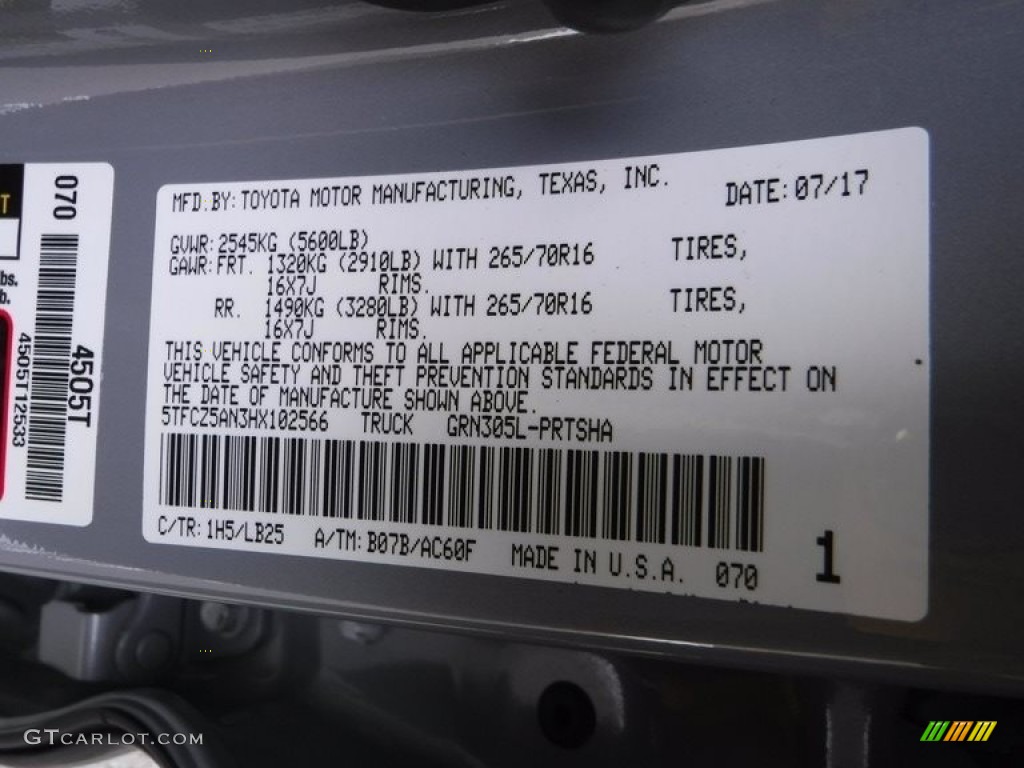 MFD.BY:TOYOTA MOTOR MANUFACTURING, TEXAS, INC. DATE:07/17
GVWR:2545KG (5600LB)
GAWR:FRT. 1320KG (2910LB) WITH 265/70R16 TIRES,
16X7J RIMS.
RR. 1490KG (3280LB) WITH 265/70R16 TIRES,
16X7J RIMS.
THIS VEHICLE CONFORMS TO ALL APPLICABLE FEDERAL MOTOR
VEHICLE SAFETY AND THEFT PREVENTION STANDARDS IN EFFECT ON
THE DATE OF MANUFACTURE SHOWN ABOVE.
5TFCZ5AN3HX102566 TRUCK GRN305L-PRTSHA
C/TR:1H5/LB25 A/TM:B07B/AC60F MADE IN U.S.A. 070 1
070
4505T
4505112533
lbs.
GTCARLOT.COM